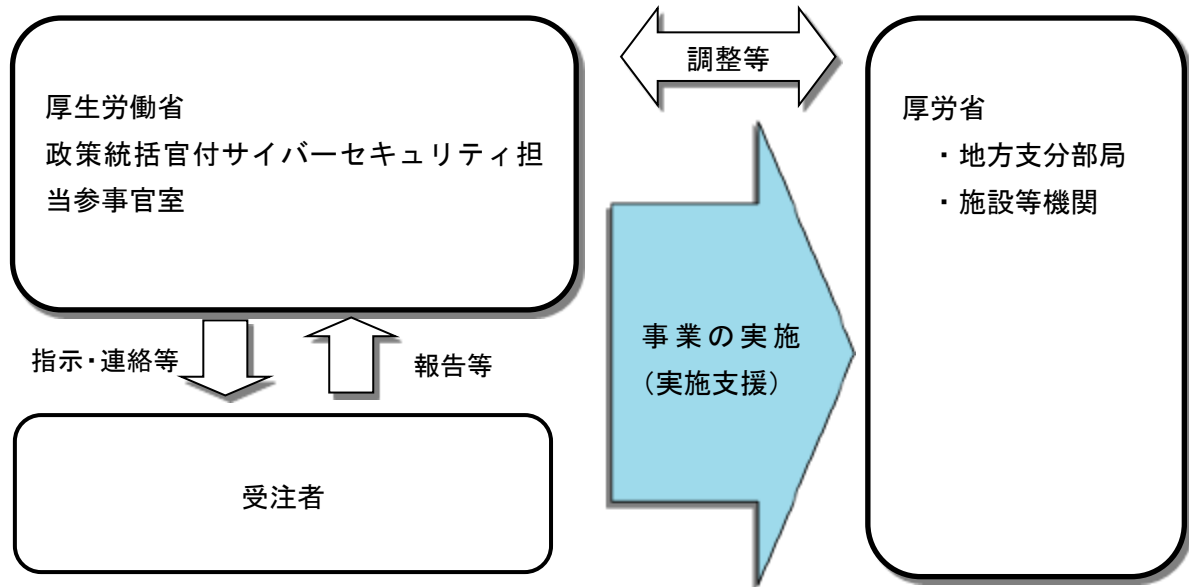 厚生労働省
政策統括官付サイバーセキュリティ担
当参事官室
調整等
厚労省
・地方支分部局
・施設等機関
指示・連絡等
報告等
事業の実施
（実施支援）
受注者